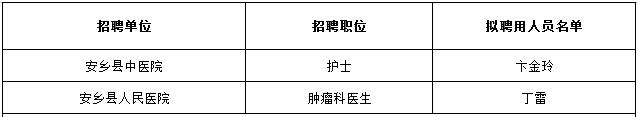 招聘单位 招聘职位 拟聘用人员名单
安乡县中医院 护士 卞金玲
安乡县人民医院 肿瘤科医生 丁雷